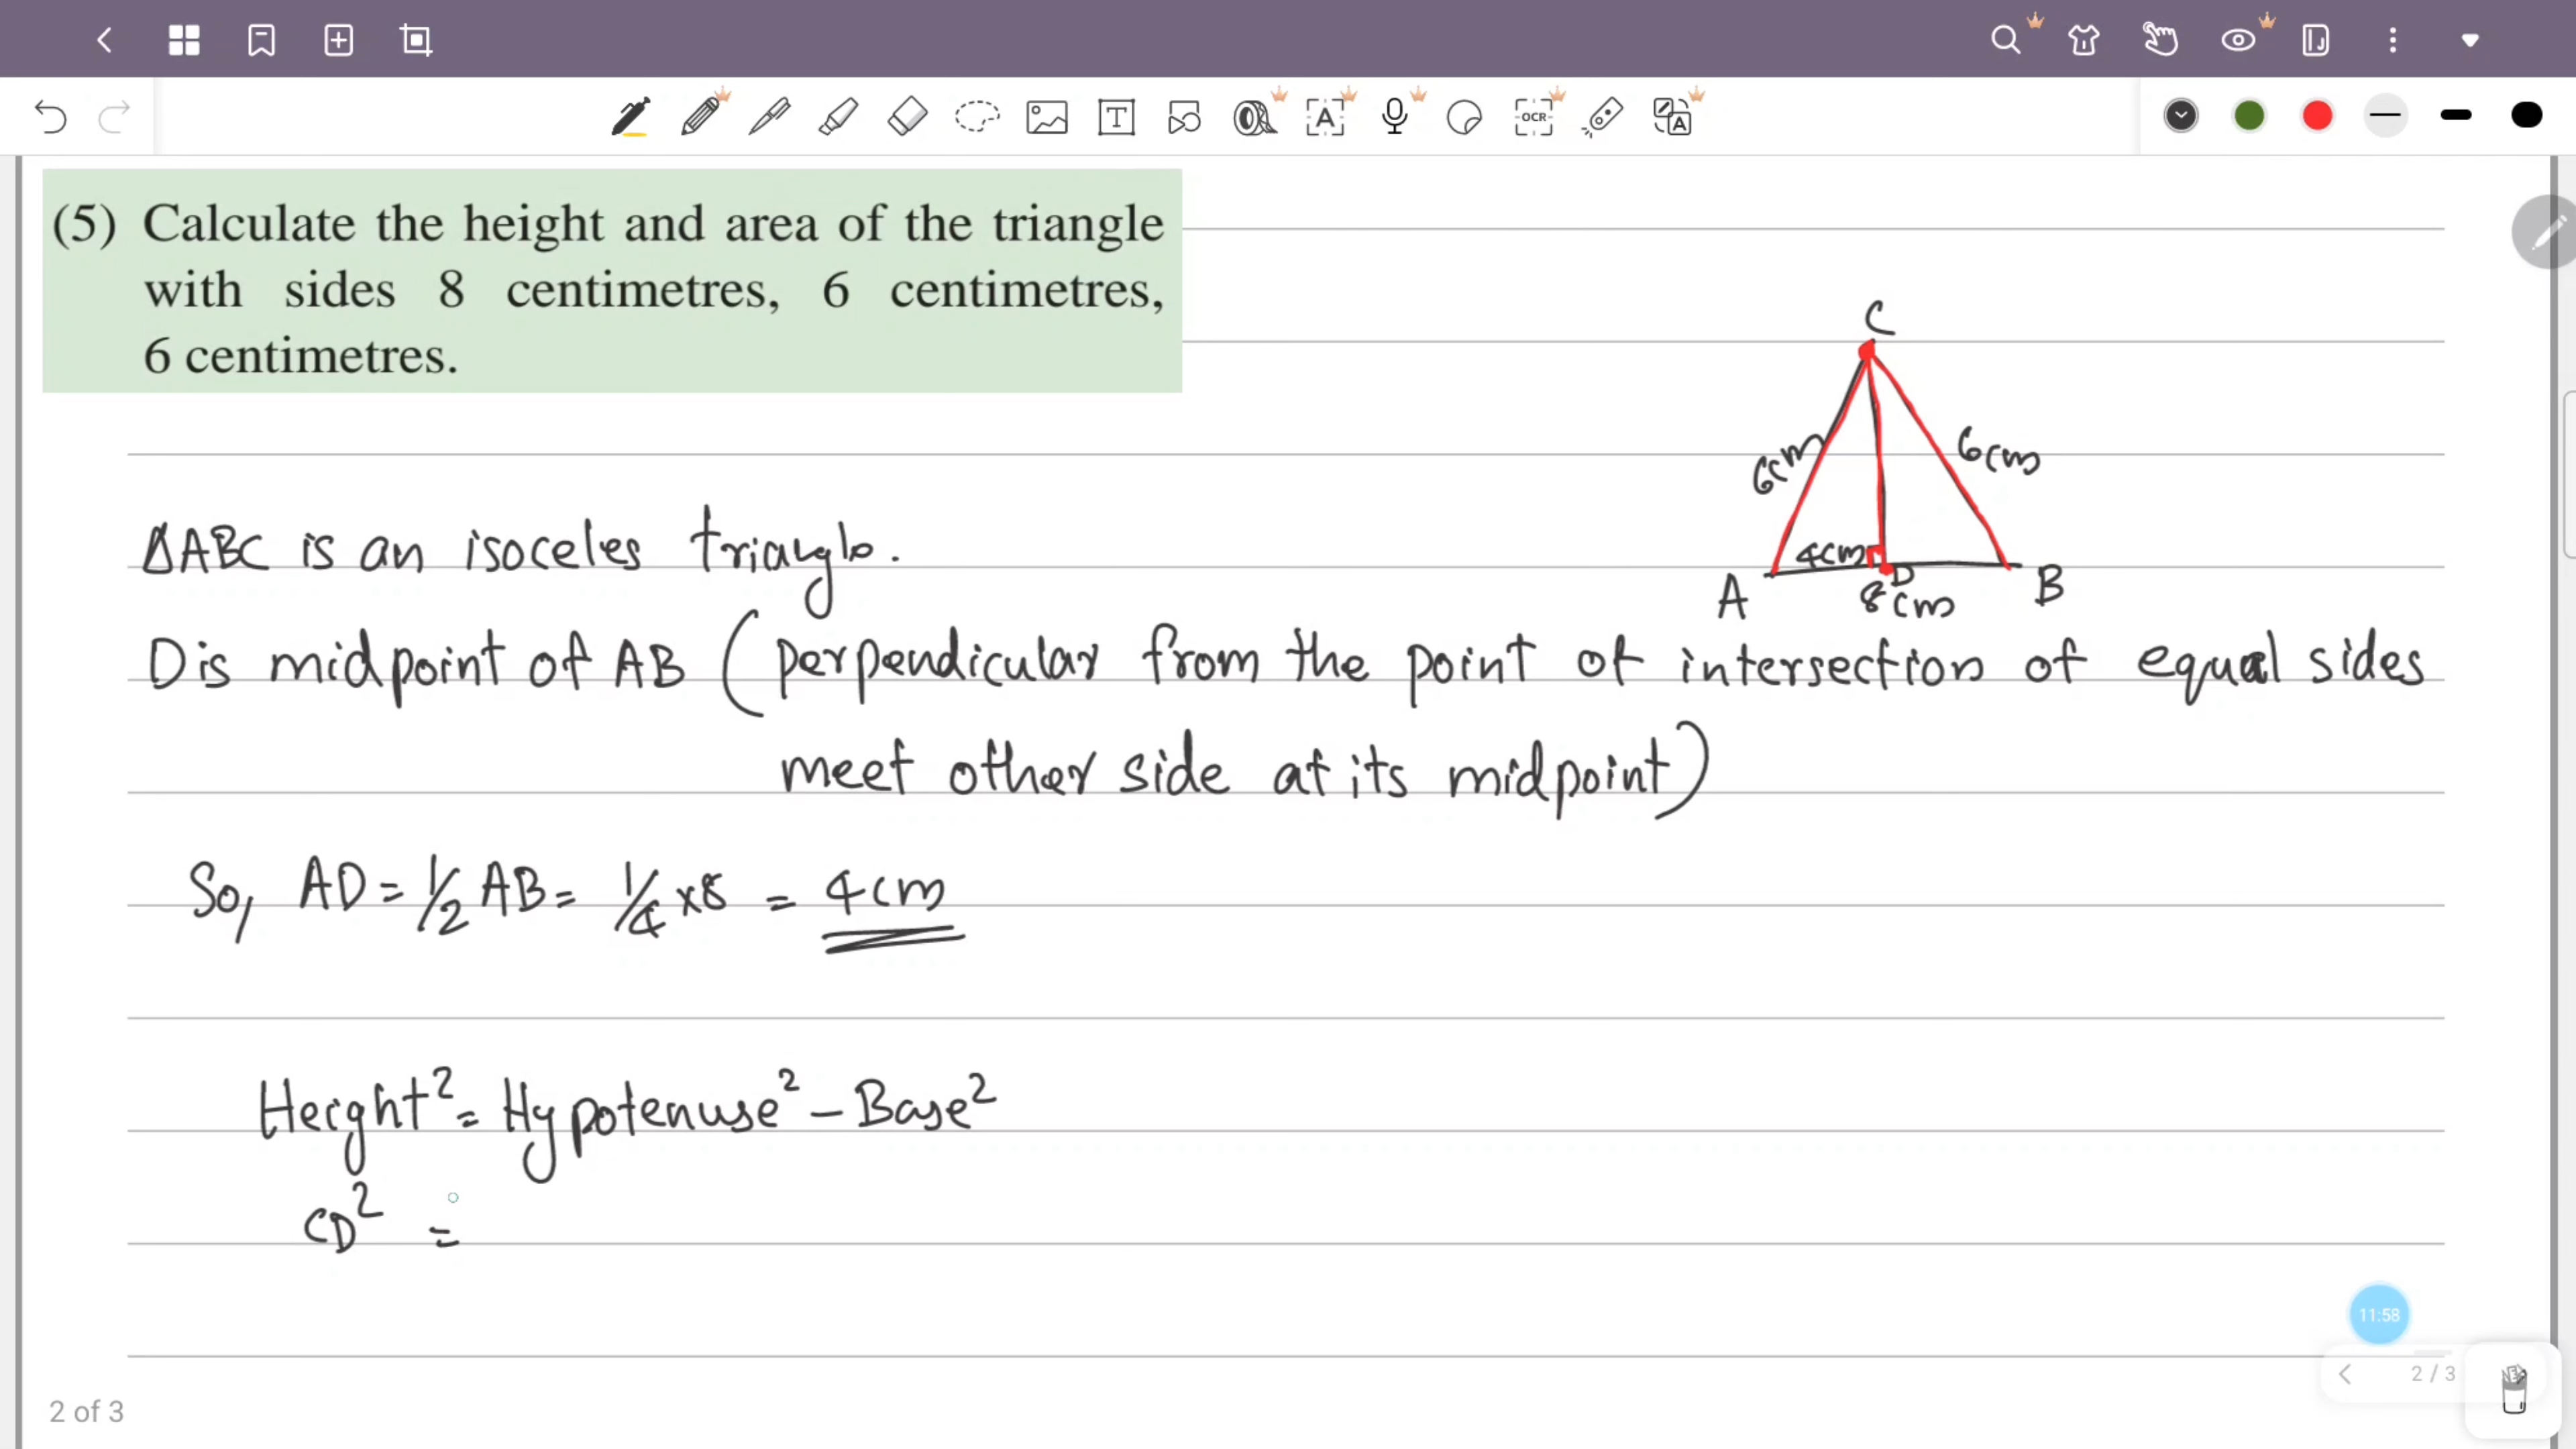 (5) Calculate the height and area of the triangle
with sides 8 centimetres, 6 centimetres,
6 centimetres.
C
6cm
6cm
4cm
A
D
B
8cm
ΔABC is an isoceles triangle.
D is midpoint of AB (perpendicular from the point of intersection of equal sides
meet other side at its midpoint)
So, AD = 1/2 AB = 1/4 × 8 = 4cm
Height² = Hypotenuse² - Base²
CD² =
11:58
2 / 3
2 of 3